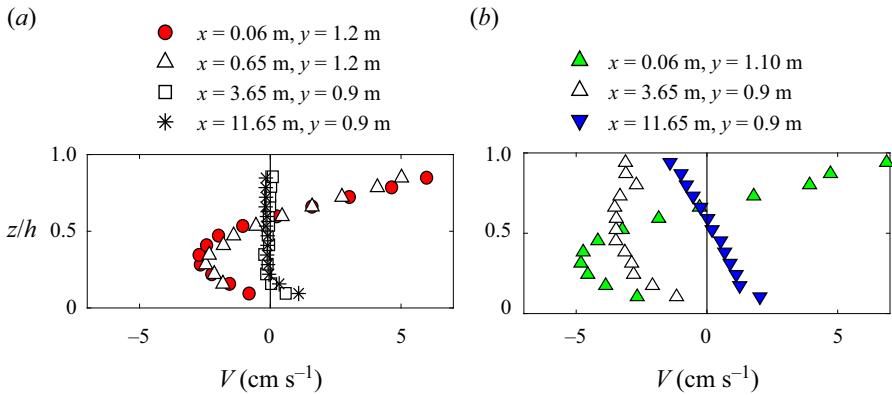 (a)
x = 0.06 m, y = 1.2 m
x = 0.65 m, y = 1.2 m
x = 3.65 m, y = 0.9 m
x = 11.65 m, y = 0.9 m
1.0
z/h 0.5
0
−5 0 5
V (cm s⁻¹)
(b)
x = 0.06 m, y = 1.10 m
x = 3.65 m, y = 0.9 m
x = 11.65 m, y = 0.9 m
1.0
0.5
0
−5 0 5
V (cm s⁻¹)